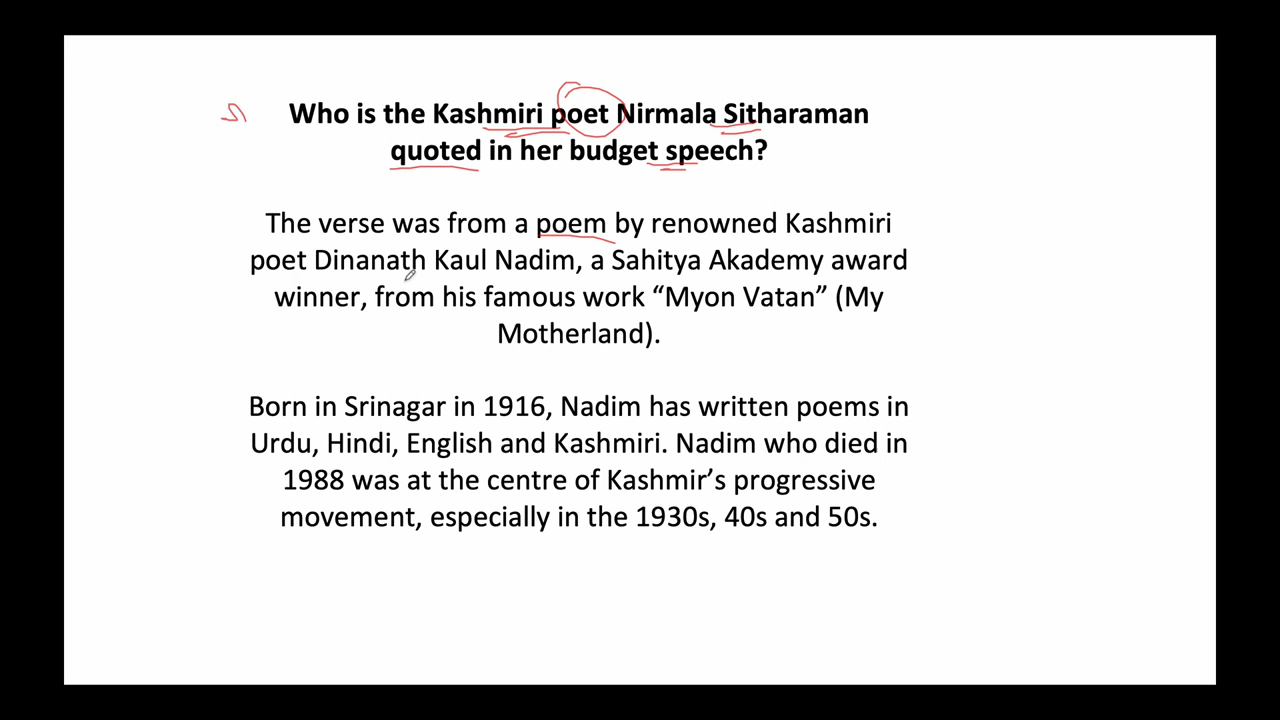 Who is the Kashmiri poet Nirmala Sitharaman
quoted in her budget speech?
The verse was from a poem by renowned Kashmiri
poet Dinanath Kaul Nadim, a Sahitya Akademy award
winner, from his famous work “Myon Vatan” (My
Motherland).
Born in Srinagar in 1916, Nadim has written poems in
Urdu, Hindi, English and Kashmiri. Nadim who died in
1988 was at the centre of Kashmir’s progressive
movement, especially in the 1930s, 40s and 50s.